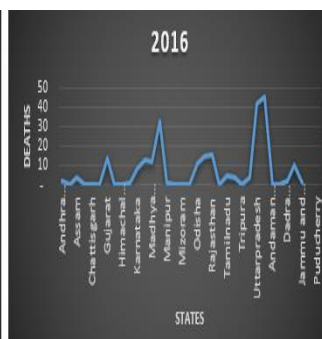 2016
DEATHS
50
40
30
20
10
-
Andhra...
Assam
Chattisgarh
Gujarat
Himachal...
Karnataka
Madhya...
Manipur
Mizoram
Odisha
Rajasthan
Tamilnadu
Tripura
Uttarpradesh
Andaman...
Dadra...
Jammu and...
Puducherry
STATES